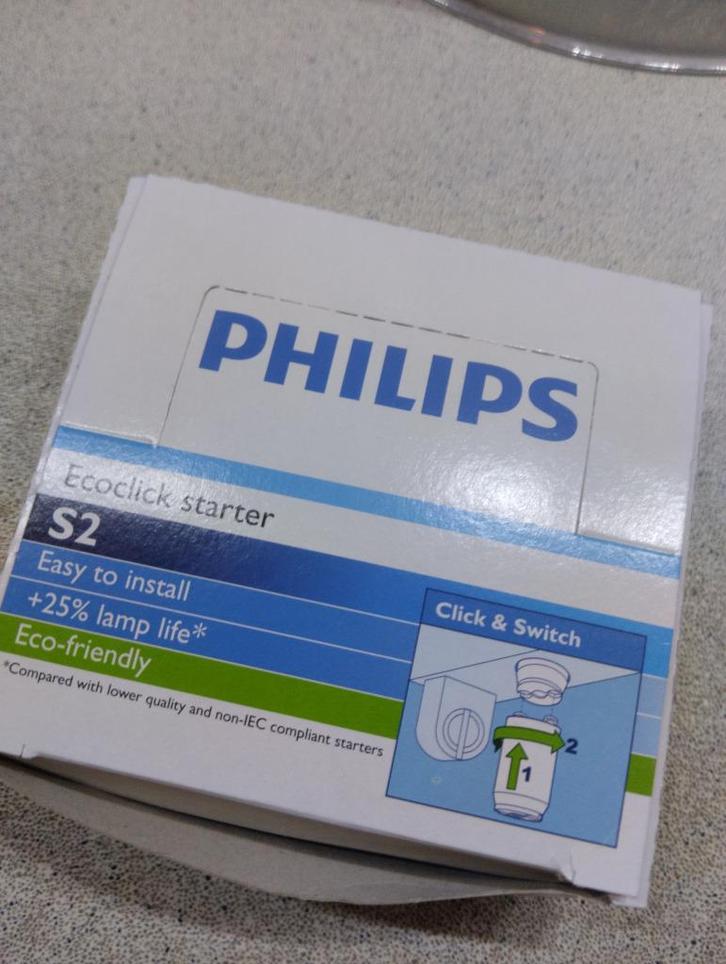 PHILIPS
Ecoclick starter
S2
Easy to install
+25% lamp life*
Eco-friendly
*Compared with lower quality and non-IEC compliant starters
Click & Switch
2
1